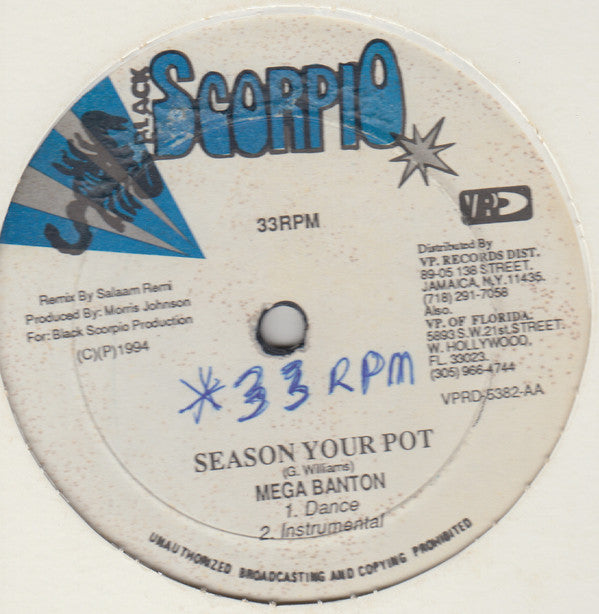 BLACK
SCORPIO
33RPM
VPRD
Remix By Salaam Remi
Produced By: Morris Johnson
For: Black Scorpio Production
(C)(P)1994
Distributed By
VP. RECORDS DIST.
89-05 138 STREET.
JAMAICA, N.Y. 11435.
(718) 291-7058
Also.
VP. OF FLORIDA:
5893 S.W. 21st. STREET.
W. HOLLYWOOD,
FL. 33023.
(305) 966-4744
VPRD-5382-AA
*33 RPM
SEASON YOUR POT
(G. Williams)
MEGA BANTON
1. Dance
2. Instrumental
UNAUTHORIZED BROADCASTING AND COPYING PROHIBITED